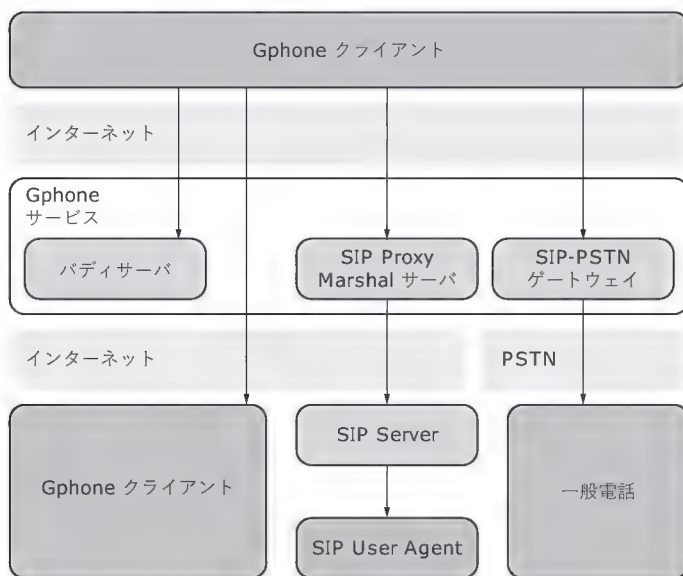 Gphone クライアント
インターネット
Gphone
サービス
バディサーバ
SIP Proxy
Marshal サーバ
SIP-PSTN
ゲートウェイ
インターネット
PSTN
Gphone クライアント
SIP Server
一般電話
SIP User Agent